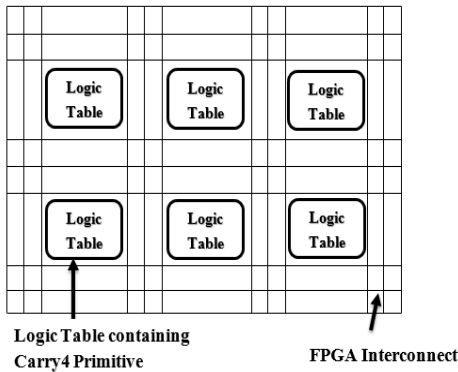 Logic
Table
Logic
Table
Logic
Table
Logic
Table
Logic
Table
Logic
Table
Logic Table containing
Carry4 Primitive
FPGA Interconnect